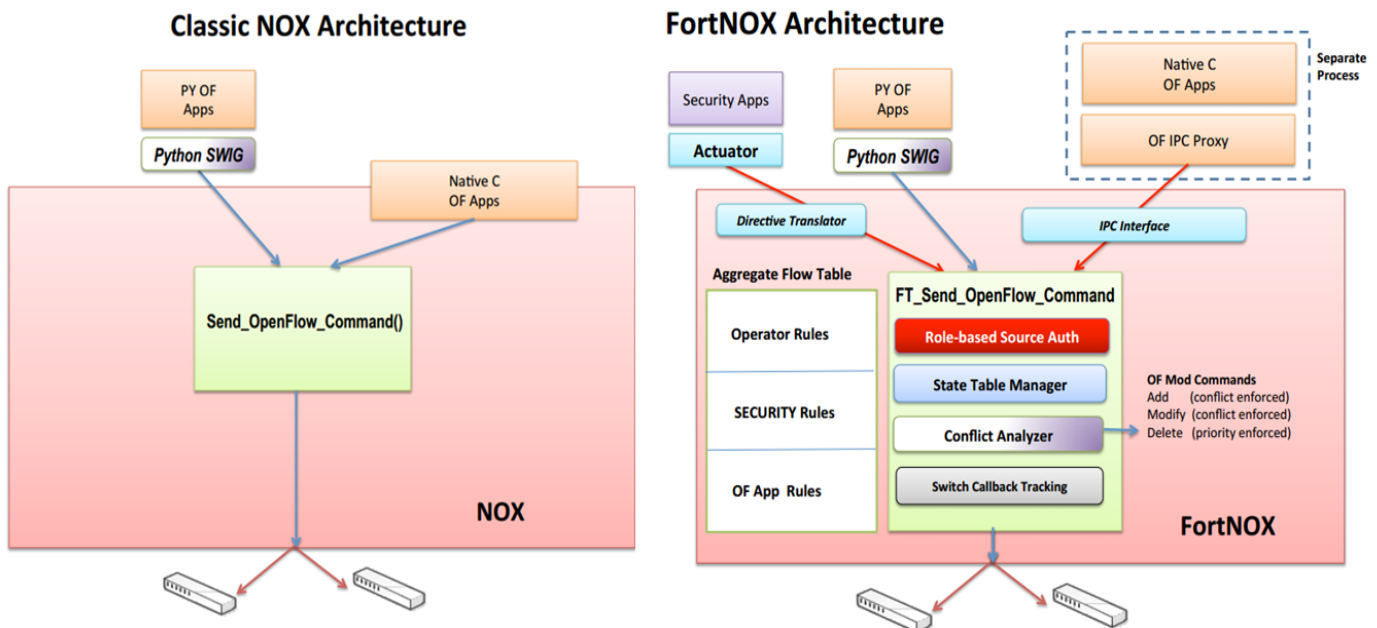 Classic NOX Architecture
PY OF
Apps
Python SWIG
Native C
OF Apps
Send_OpenFlow_Command()
NOX
FortNOX Architecture
Security Apps
Actuator
PY OF
Apps
Python SWIG
Native C
OF Apps
OF IPC Proxy
Separate
Process
Directive Translator
IPC Interface
Aggregate Flow Table
Operator Rules
SECURITY Rules
OF App Rules
FT_Send_OpenFlow_Command
Role-based Source Auth
State Table Manager
Conflict Analyzer
Switch Callback Tracking
OF Mod Commands
Add (conflict enforced)
Modify (conflict enforced)
Delete (priority enforced)
FortNOX